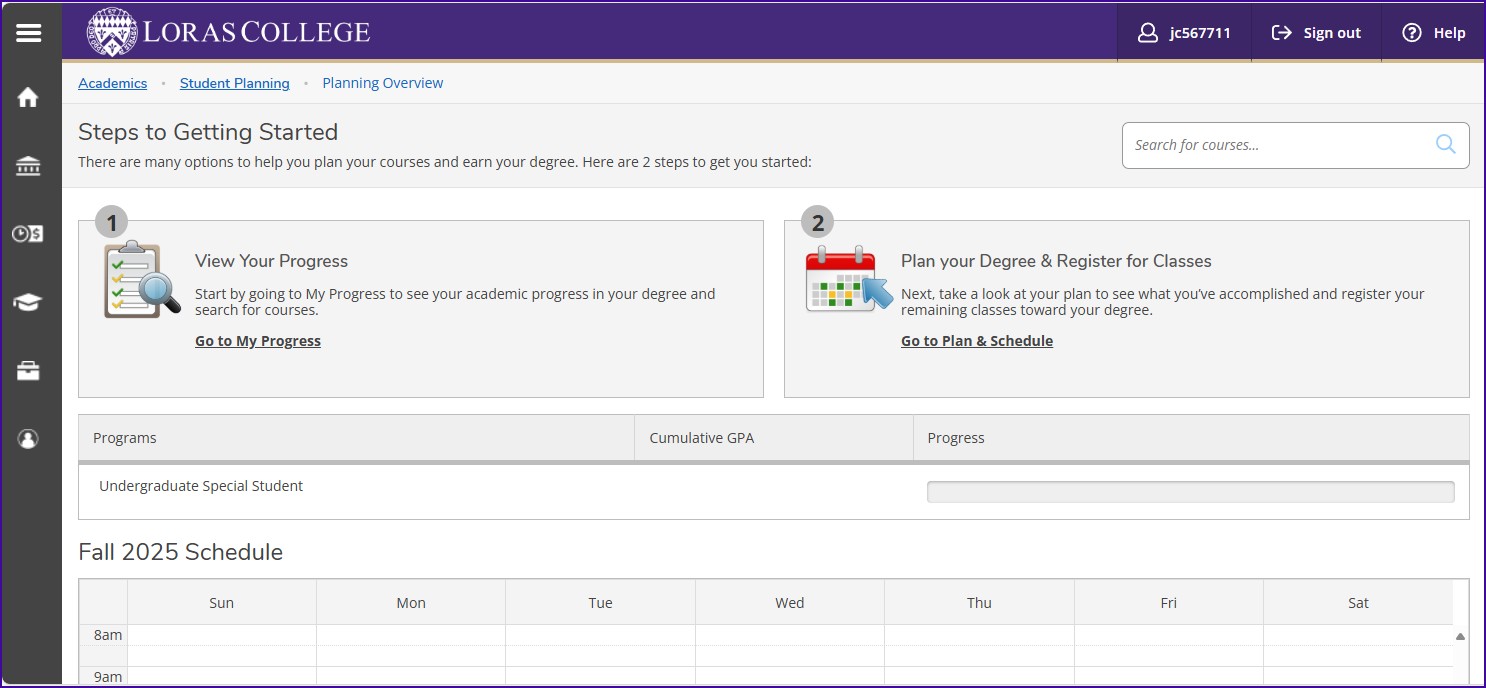 LORAS COLLEGE
jc567711
Sign out
Help
Academics • Student Planning • Planning Overview
Steps to Getting Started
There are many options to help you plan your courses and earn your degree. Here are 2 steps to get you started:
Search for courses...
1
View Your Progress
Start by going to My Progress to see your academic progress in your degree and
search for courses.
Go to My Progress
2
Plan your Degree & Register for Classes
Next, take a look at your plan to see what you’ve accomplished and register your
remaining classes toward your degree.
Go to Plan & Schedule
Programs Cumulative GPA Progress
Undergraduate Special Student
Fall 2025 Schedule
Sun Mon Tue Wed Thu Fri Sat
8am
9am